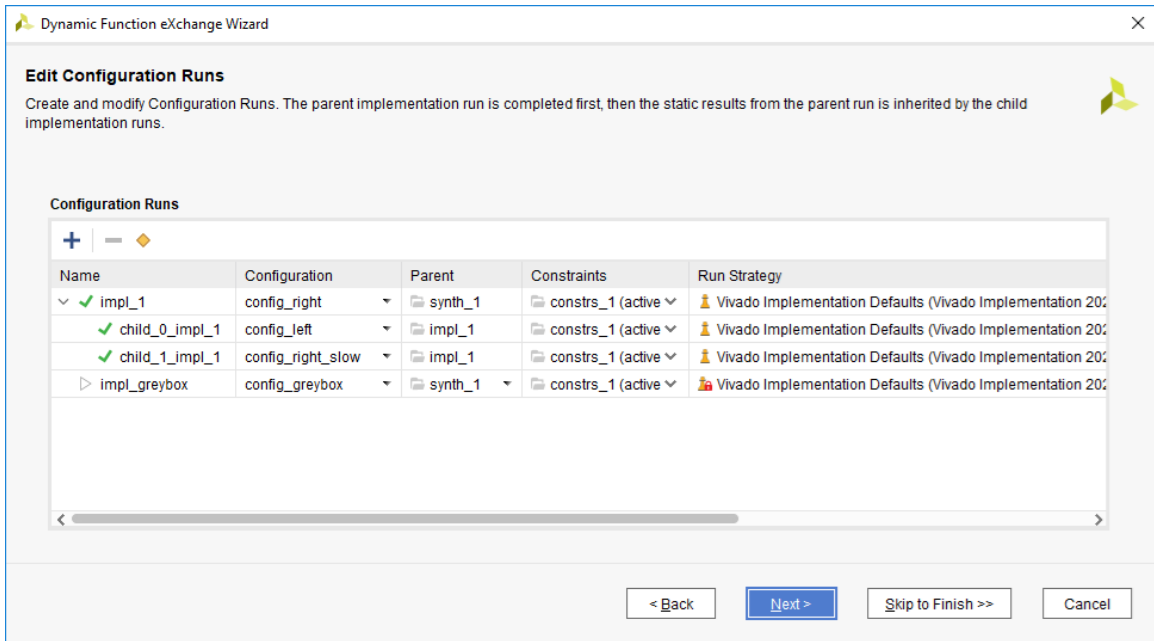 Dynamic Function eXchange Wizard
Edit Configuration Runs
Create and modify Configuration Runs. The parent implementation run is completed first, then the static results from the parent run is inherited by the child
implementation runs.
Configuration Runs
Name Configuration Parent Constraints Run Strategy
impl_1 config_right synth_1 constrs_1 (active Vivado Implementation Defaults (Vivado Implementation 202
child_0_impl_1 config_left impl_1 constrs_1 (active Vivado Implementation Defaults (Vivado Implementation 202
child_1_impl_1 config_right_slow impl_1 constrs_1 (active Vivado Implementation Defaults (Vivado Implementation 202
impl_greybox config_greybox synth_1 constrs_1 (active Vivado Implementation Defaults (Vivado Implementation 202
< Back Next > Skip to Finish >> Cancel